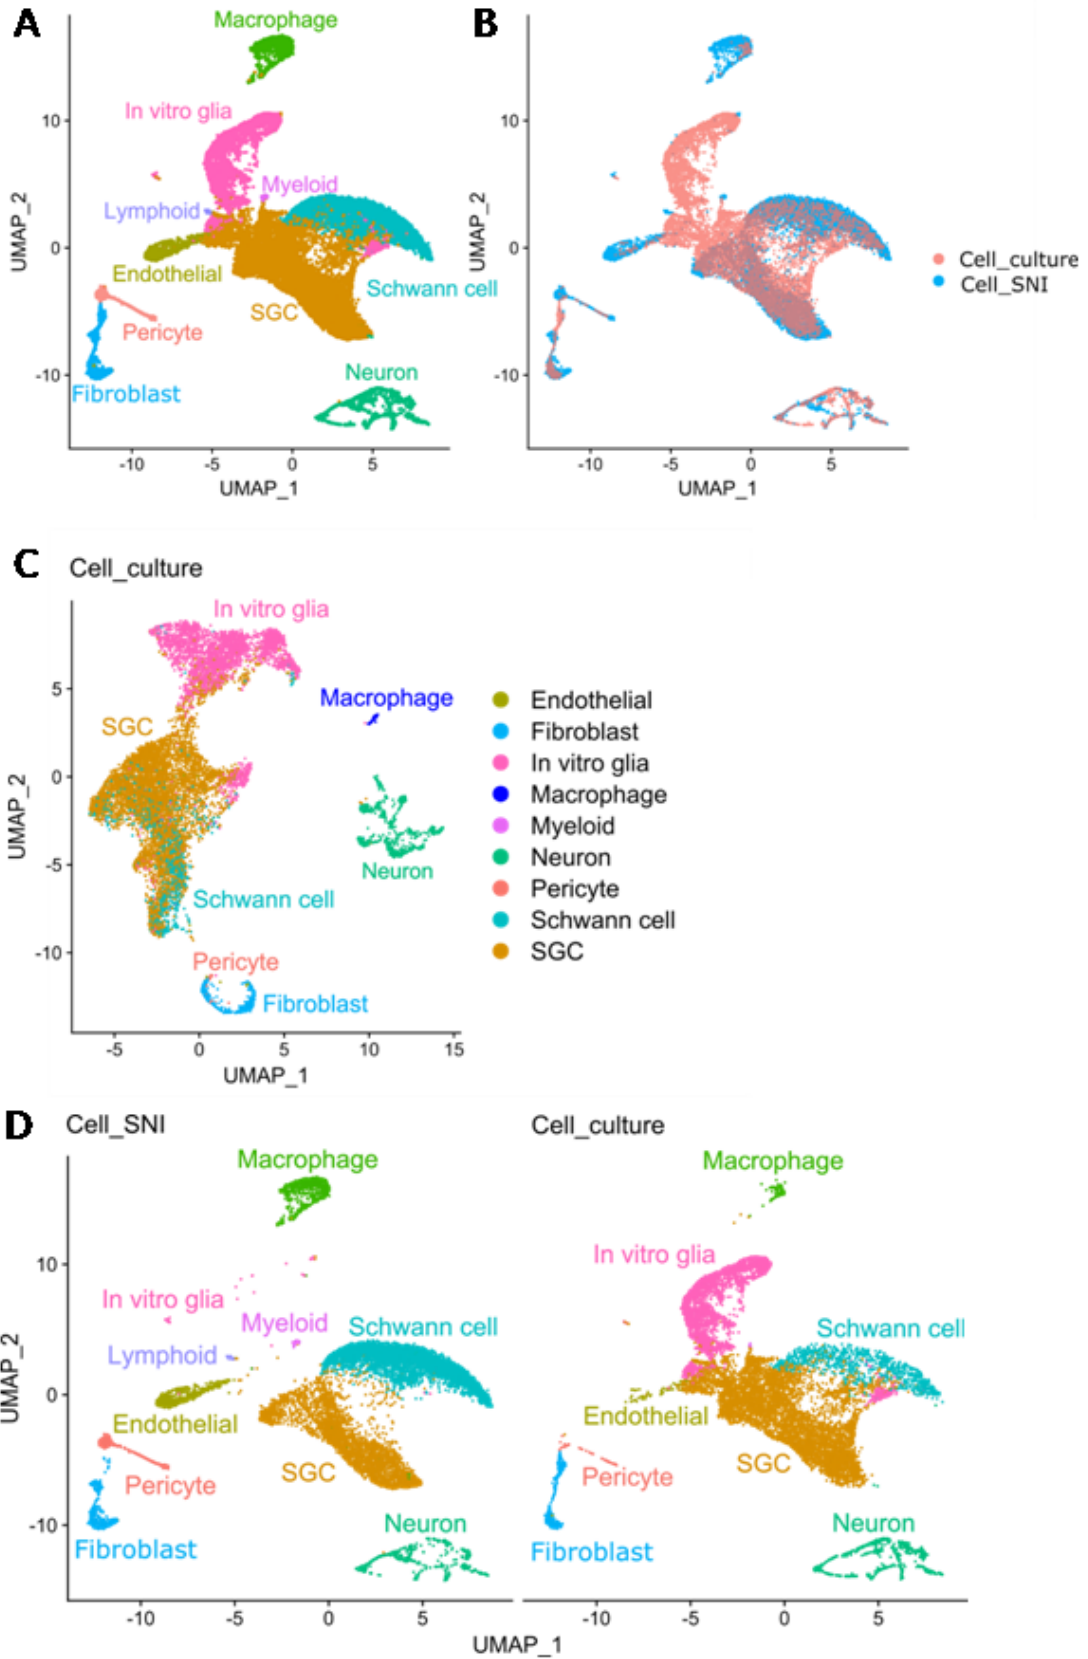 A
Macrophage
In vitro glia
Myeloid
Lymphoid
Endothelial
Schwann cell
SGC
Pericyte
Neuron
Fibroblast
10
0
-10
UMAP_2
-10
-5
0
5
UMAP_1
B
10
0
-10
UMAP_2
-10
-5
0
5
UMAP_1
Cell_culture
Cell_SNI
C
Cell_culture
In vitro glia
Macrophage
SGC
Neuron
Schwann cell
Pericyte
Fibroblast
5
0
-5
-10
UMAP_2
-5
0
5
10
15
UMAP_1
Endothelial
Fibroblast
In vitro glia
Macrophage
Myeloid
Neuron
Pericyte
Schwann cell
SGC
D
Cell_SNI
Macrophage
In vitro glia
Myeloid
Schwann cell
Lymphoid
Endothelial
SGC
Pericyte
Neuron
Fibroblast
10
0
-10
UMAP_2
-10
-5
0
5
Cell_culture
Macrophage
In vitro glia
Schwann cell
Endothelial
SGC
Pericyte
Neuron
Fibroblast
-10
-5
0
5
UMAP_1